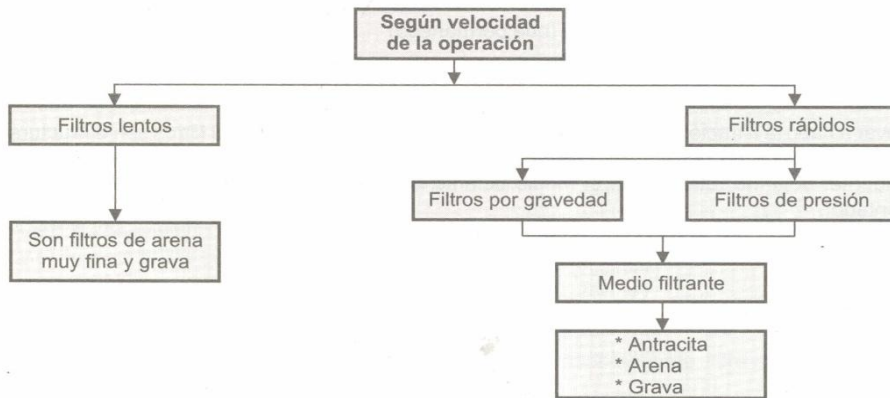 Según velocidad
de la operación
Filtros lentos
Filtros rápidos
Filtros por gravedad
Filtros de presión
Son filtros de arena
muy fina y grava
Medio filtrante
* Antracita
* Arena
* Grava